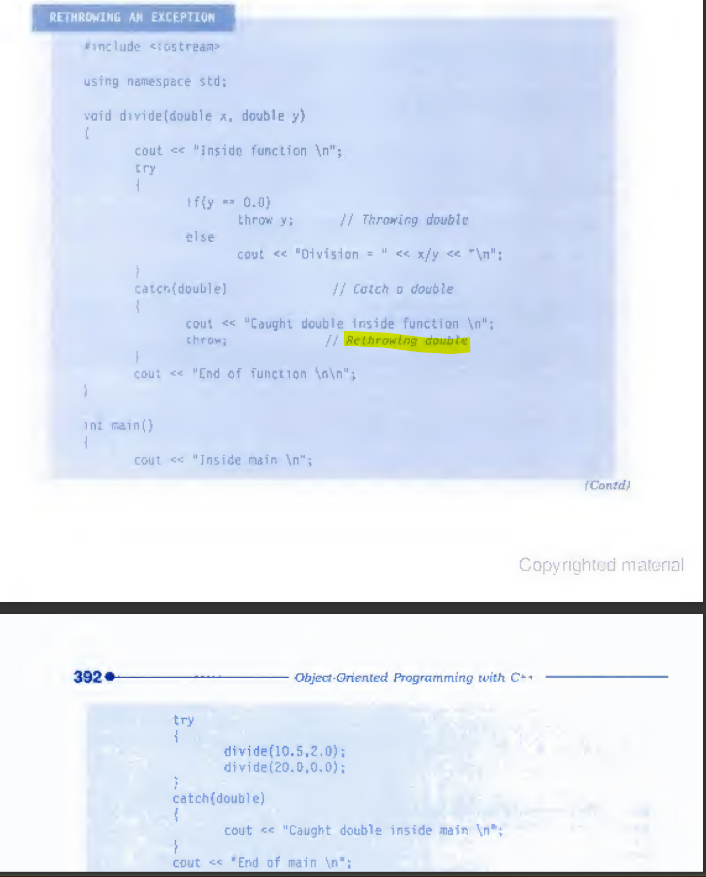 RETHROWING AN EXCEPTION
#include <iostream>
using namespace std;
void divide(double x, double y)
{
cout << "Inside function \n";
try
{
if(y == 0.0)
throw y; // Throwing double
else
cout << "Division = " << x/y << "\n";
}
catch(double) // Catch a double
{
cout << "Caught double inside function \n";
throw; // Rethrowing double
}
cout << "End of function \n\n";
}
int main()
{
cout << "Inside main \n";
(Contd)
Copyrighted material
392 Object-Oriented Programming with C++
try
{
divide(10.5,2.0);
divide(20.0,0.0);
}
catch(double)
{
cout << "Caught double inside main \n";
}
cout << "End of main \n";